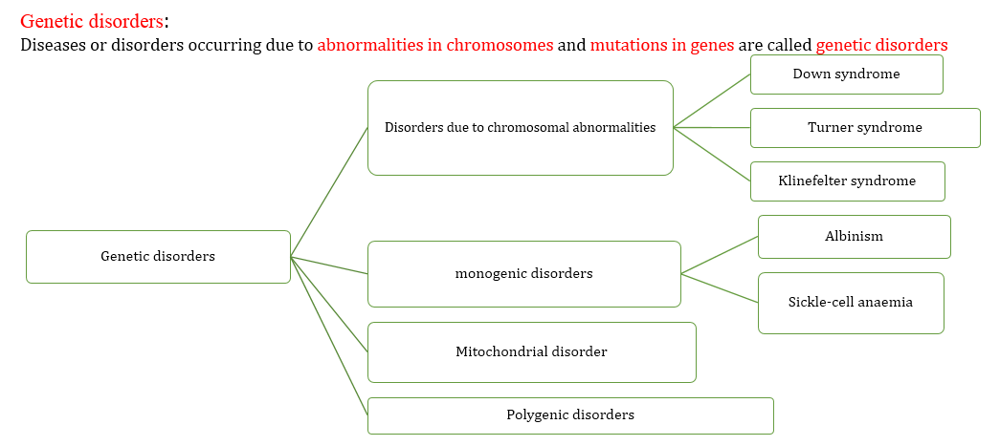 Genetic disorders:
Diseases or disorders occurring due to abnormalities in chromosomes and mutations in genes are called genetic disorders
Genetic disorders
Disorders due to chromosomal abnormalities
Down syndrome
Turner syndrome
Klinefelter syndrome
monogenic disorders
Albinism
Sickle-cell anaemia
Mitochondrial disorder
Polygenic disorders